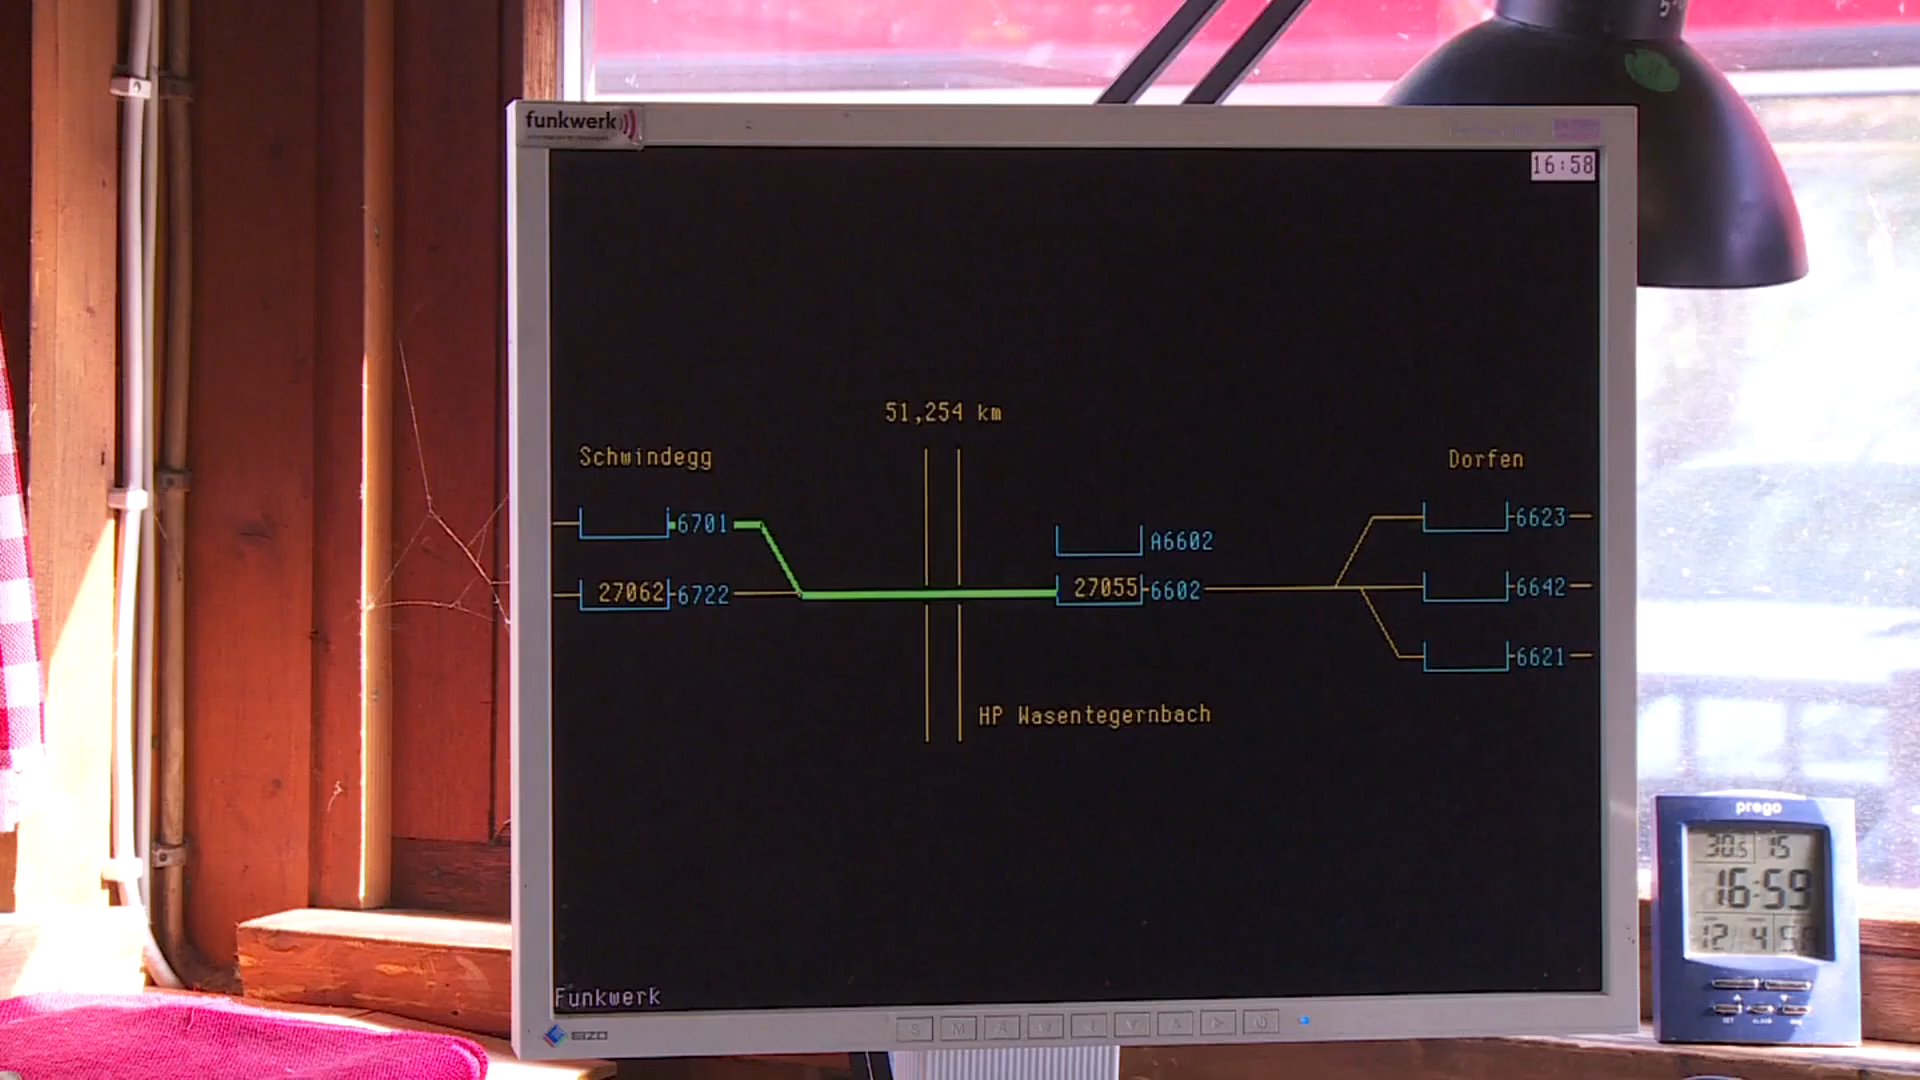 funkwerk
16:58
51,254 km
Schwindegg
Dorfen
6701
A6602
6623
27062 6722
27055 6602
6642
6621
HP Wasentegernbach
Funkwerk
EIZO
S M A
prego
30.5 15
16:59
12 4